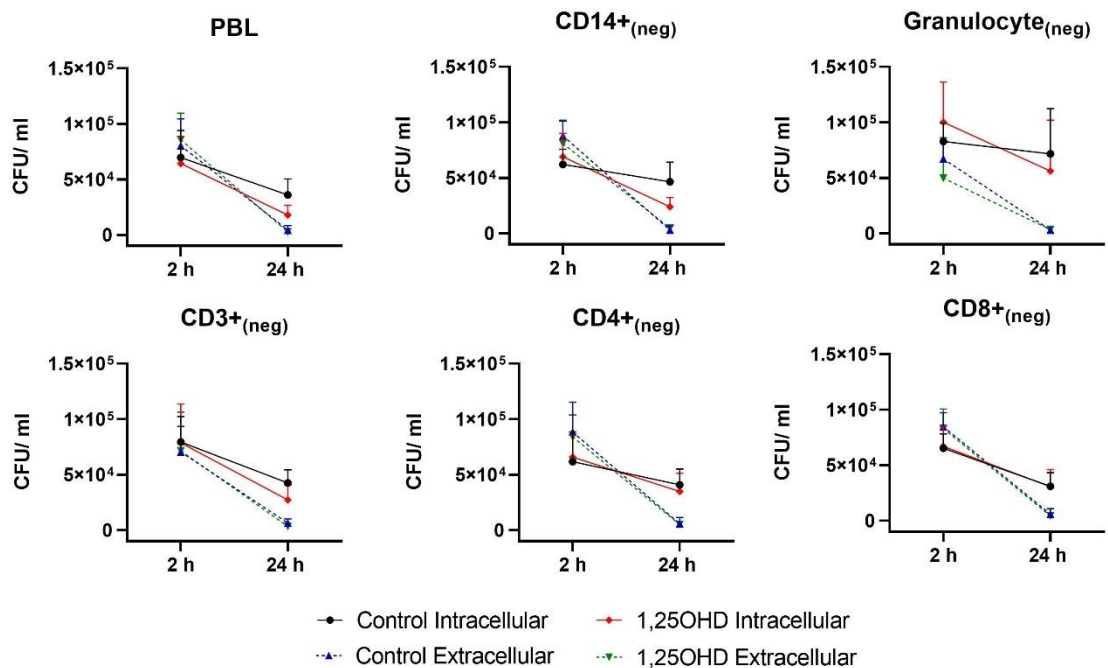 PBL
CD14+(neg)
Granulocyte(neg)
1.5×10⁵
1×10⁵
5×10⁴
0
CFU/ ml
2 h
24 h
1.5×10⁵
1×10⁵
5×10⁴
0
CFU/ ml
2 h
24 h
1.5×10⁵
1×10⁵
5×10⁴
0
CFU/ ml
2 h
24 h
CD3+(neg)
CD4+(neg)
CD8+(neg)
1.5×10⁵
1×10⁵
5×10⁴
0
CFU/ ml
2 h
24 h
1.5×10⁵
1×10⁵
5×10⁴
0
CFU/ ml
2 h
24 h
1.5×10⁵
1×10⁵
5×10⁴
0
CFU/ ml
2 h
24 h
Control Intracellular
1,25OHD Intracellular
Control Extracellular
1,25OHD Extracellular